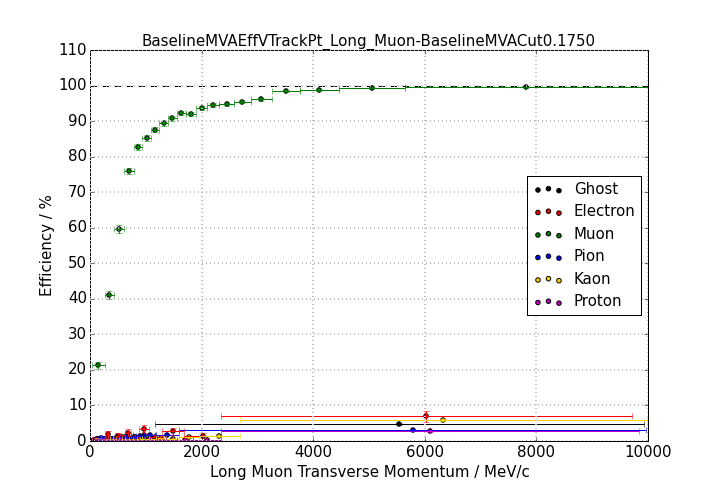 BaselineMVAEffVTrackPt_Long_Muon-BaselineMVACut0.1750
110
100
90
80
70
60
50
40
30
20
10
0
Efficiency / %
Ghost
Electron
Muon
Pion
Kaon
Proton
0 2000 4000 6000 8000 10000
Long Muon Transverse Momentum / MeV/c